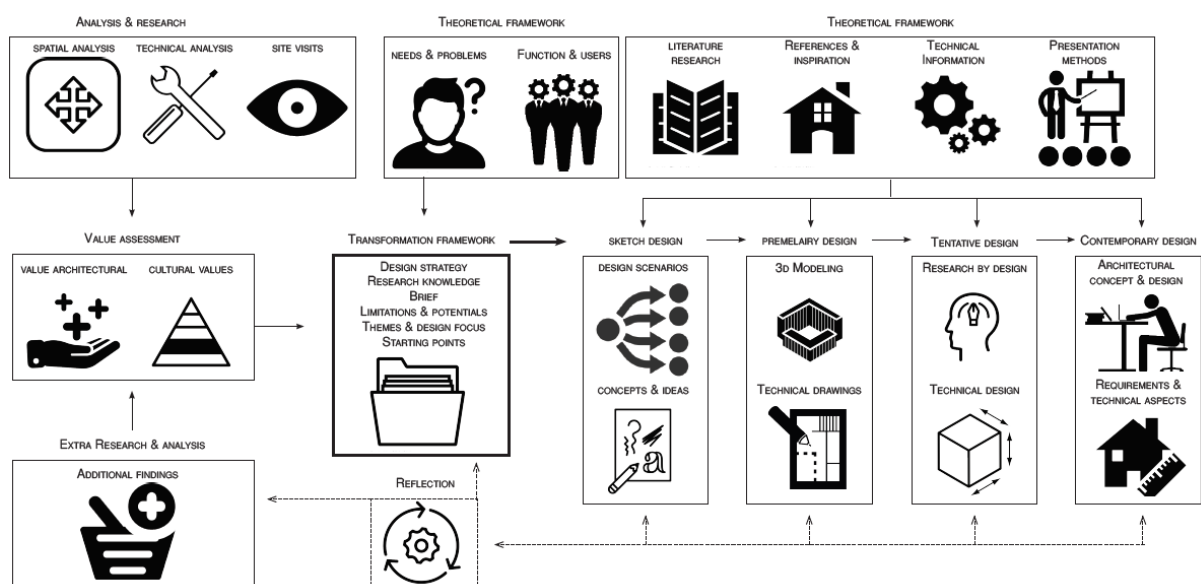 Analysis & research
SPATIAL ANALYSIS
TECHNICAL ANALYSIS
SITE VISITS
Theoretical framework
NEEDS & PROBLEMS
Function & users
?
Theoretical framework
LITERATURE
RESEARCH
References &
INSPIRATION
Technical
Information
Presentation
METHODS
Value assessment
VALUE ARCHITECTURAL
CULTURAL VALUES
Transformation framework
Design strategy
Research knowledge
Brief
Limitations & potentials
Themes & design focus
Starting points
SKETCH DESIGN
DESIGN SCENARIOS
CONCEPTS & IDEAS
a
PREMELAIRY DESIGN
3D Modeling
Technical drawings
Tentative design
Research by design
Technical design
Contemporary design
Architectural
CONCEPT & DESIGN
Requirements &
TECHNICAL ASPECTS
Extra Research & analysis
Additional findings
Reflection